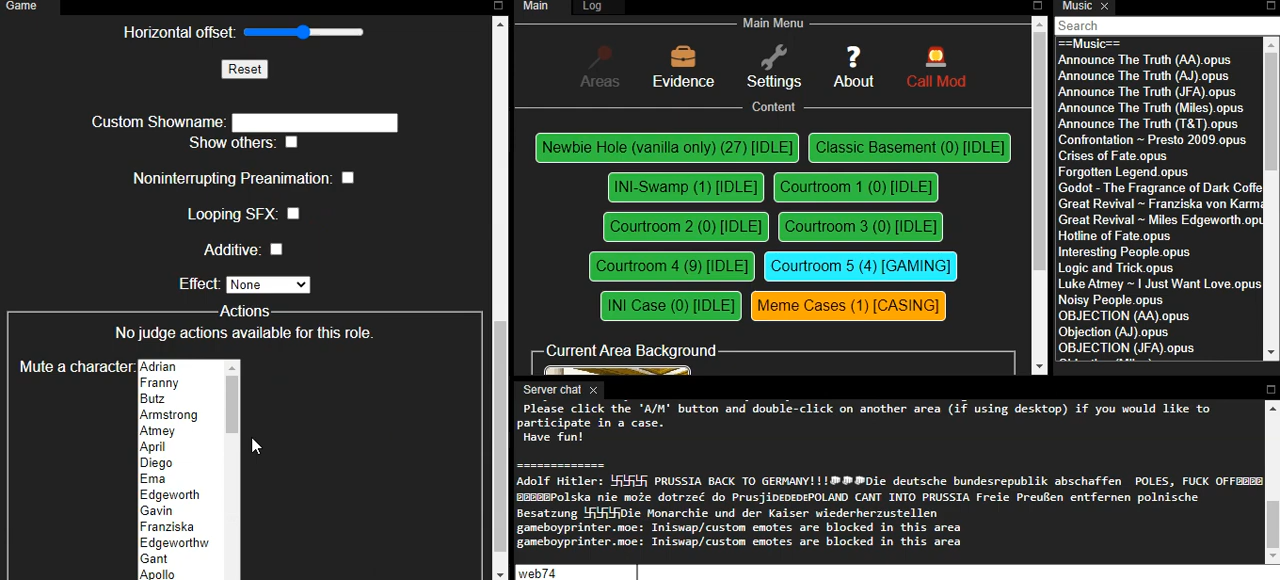 Game
Horizontal offset:
Reset
Custom Showname:
Show others:
Noninterrupting Preanimation:
Looping SFX:
Additive:
Effect: None
Actions
No judge actions available for this role.
Mute a character:
Adrian
Franny
Butz
Armstrong
Atmey
April
Diego
Ema
Edgeworth
Gavin
Franziska
Edgeworthw
Gant
Apollo
Main Log
Main Menu
Areas Evidence Settings About Call Mod
Content
Newbie Hole (vanilla only) (27) [IDLE] Classic Basement (0) [IDLE]
INI-Swamp (1) [IDLE] Courtroom 1 (0) [IDLE]
Courtroom 2 (0) [IDLE] Courtroom 3 (0) [IDLE]
Courtroom 4 (9) [IDLE] Courtroom 5 (4) [GAMING]
INI Case (0) [IDLE] Meme Cases (1) [CASING]
Current Area Background
Music
Search
==Music==
Announce The Truth (AA).opus
Announce The Truth (AJ).opus
Announce The Truth (JFA).opus
Announce The Truth (Miles).opus
Announce The Truth (T&T).opus
Confrontation ~ Presto 2009.opus
Crises of Fate.opus
Forgotten Legend.opus
Godot - The Fragrance of Dark Coffe
Great Revival ~ Franziska von Karma
Great Revival ~ Miles Edgeworth.opu
Hotline of Fate.opus
Interesting People.opus
Logic and Trick.opus
Luke Atmey ~ I Just Want Love.opus
Noisy People.opus
OBJECTION (AA).opus
Objection (AJ).opus
OBJECTION (JFA).opus
Server chat
Please click the 'A/M' button and double-click on another area (if using desktop) if you would like to
participate in a case.
Have fun!
=============
Adolf Hitler: 卐卐卐 PRUSSIA BACK TO GERMANY!!! Die deutsche bundesrepublik abschaffen POLES, FUCK OFF
Polska nie może dotrzeć do PrusjiDEDEDEPOLAND CANT INTO PRUSSIA Freie Preußen entfernen polnische
Besatzung 卐卐卐Die Monarchie und der Kaiser wiederherzustellen
gameboyprinter.moe: Iniswap/custom emotes are blocked in this area
gameboyprinter.moe: Iniswap/custom emotes are blocked in this area
web74